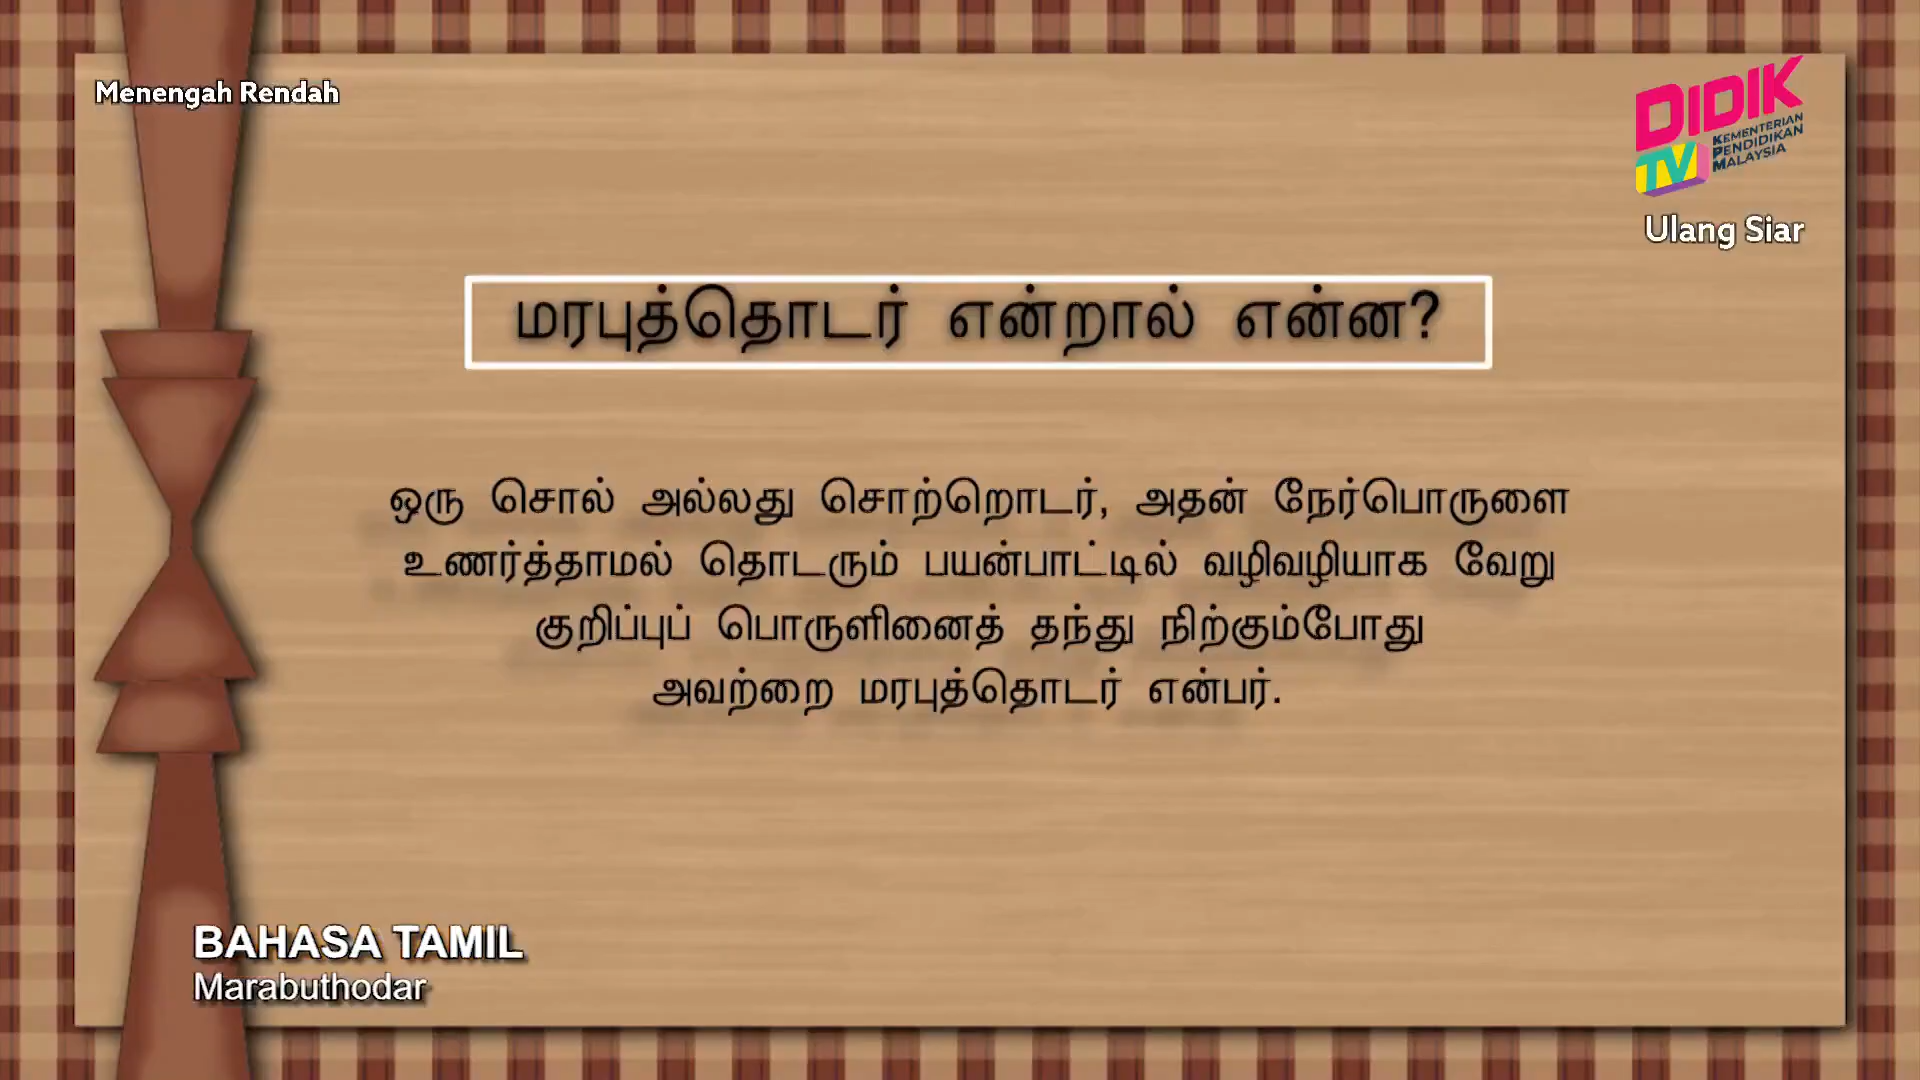 Menengah Rendah
DIDIK
TV
KEMENTERIAN
PENDIDIKAN
MALAYSIA
Ulang Siar
மரபுத்தொடர் என்றால் என்ன?
ஒரு சொல் அல்லது சொற்றொடர், அதன் நேர்பொருளை
உணர்த்தாமல் தொடரும் பயன்பாட்டில் வழிவழியாக வேறு
குறிப்புப் பொருளினைத் தந்து நிற்கும்போது
அவற்றை மரபுத்தொடர் என்பர்.
BAHASA TAMIL
Marabuthodar